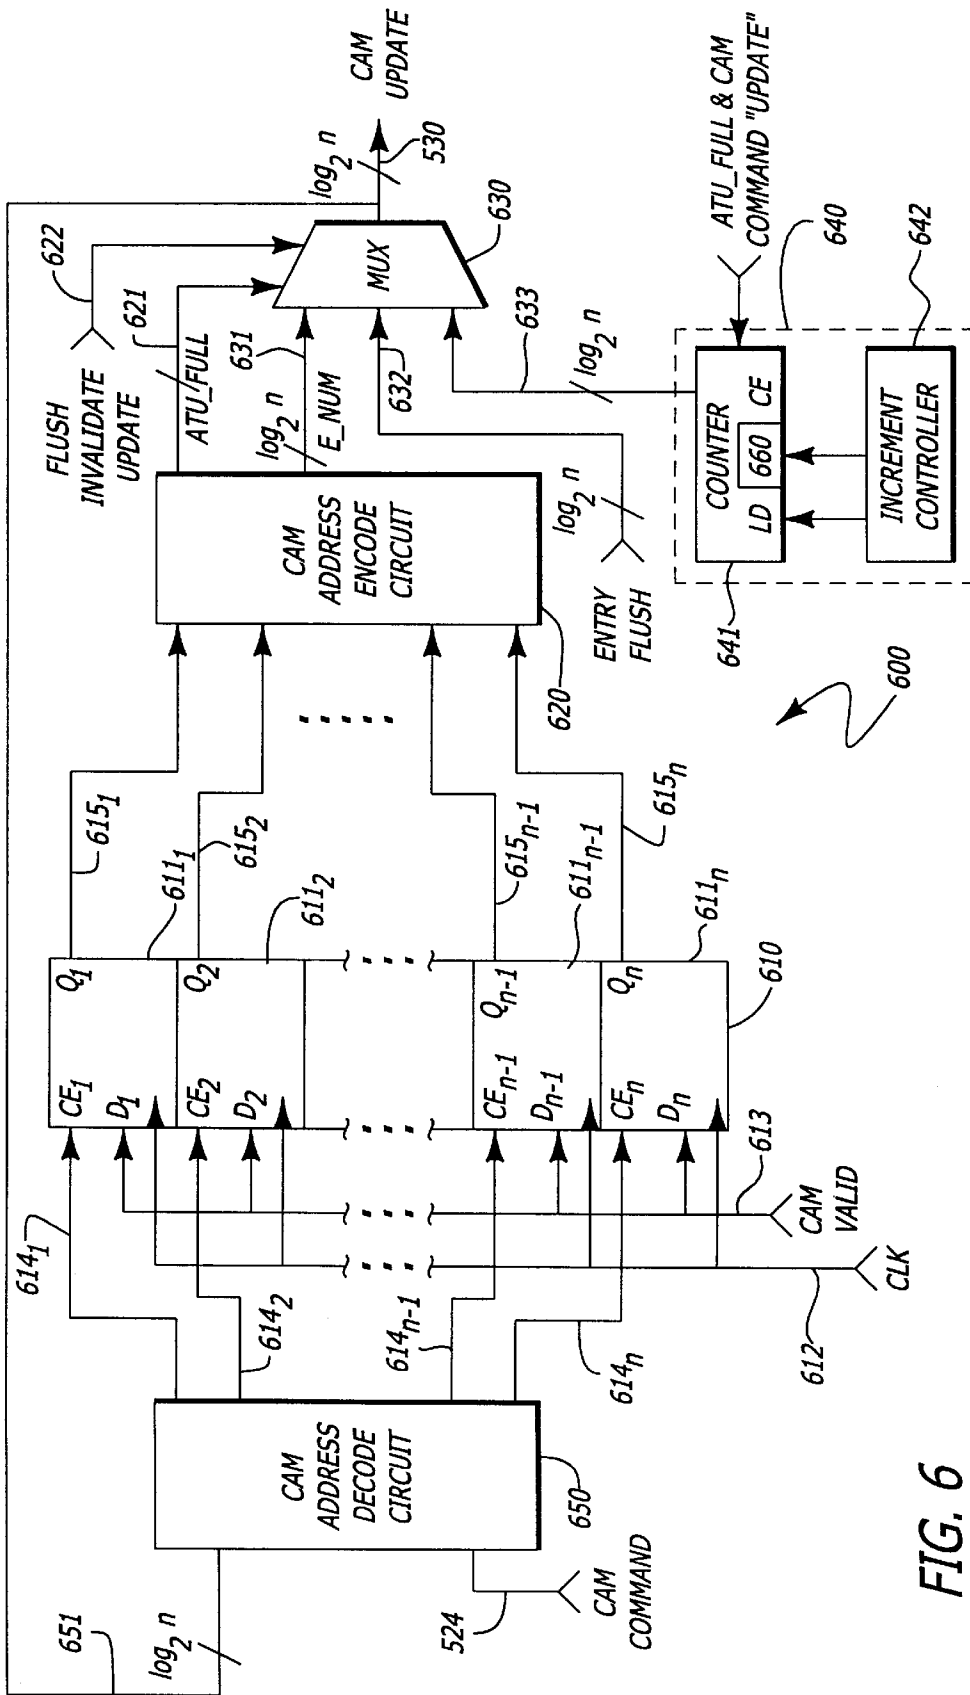 651
log2 n
CAM
ADDRESS
DECODE
CIRCUIT
650
524
CAM
COMMAND
614₁
614₂
614n-1
614n
CE₁
D₁
Q₁
CE₂
D₂
Q₂
CEn-1
Dn-1
Qn-1
CEn
Dn
Qn
611₁
611₂
611n-1
611n
610
613
CAM
VALID
CLK
612
615₁
615₂
615n-1
615n
CAM
ADDRESS
ENCODE
CIRCUIT
620
FLUSH
INVALIDATE
UPDATE
622
621
ATU_FULL
631
log2 n
E_NUM
632
ENTRY
FLUSH
log2 n
633
log2 n
MUX
630
log2 n
530
CAM
UPDATE
ATU_FULL & CAM
COMMAND "UPDATE"
640
COUNTER
LD
660
CE
641
INCREMENT
CONTROLLER
642
600
FIG. 6